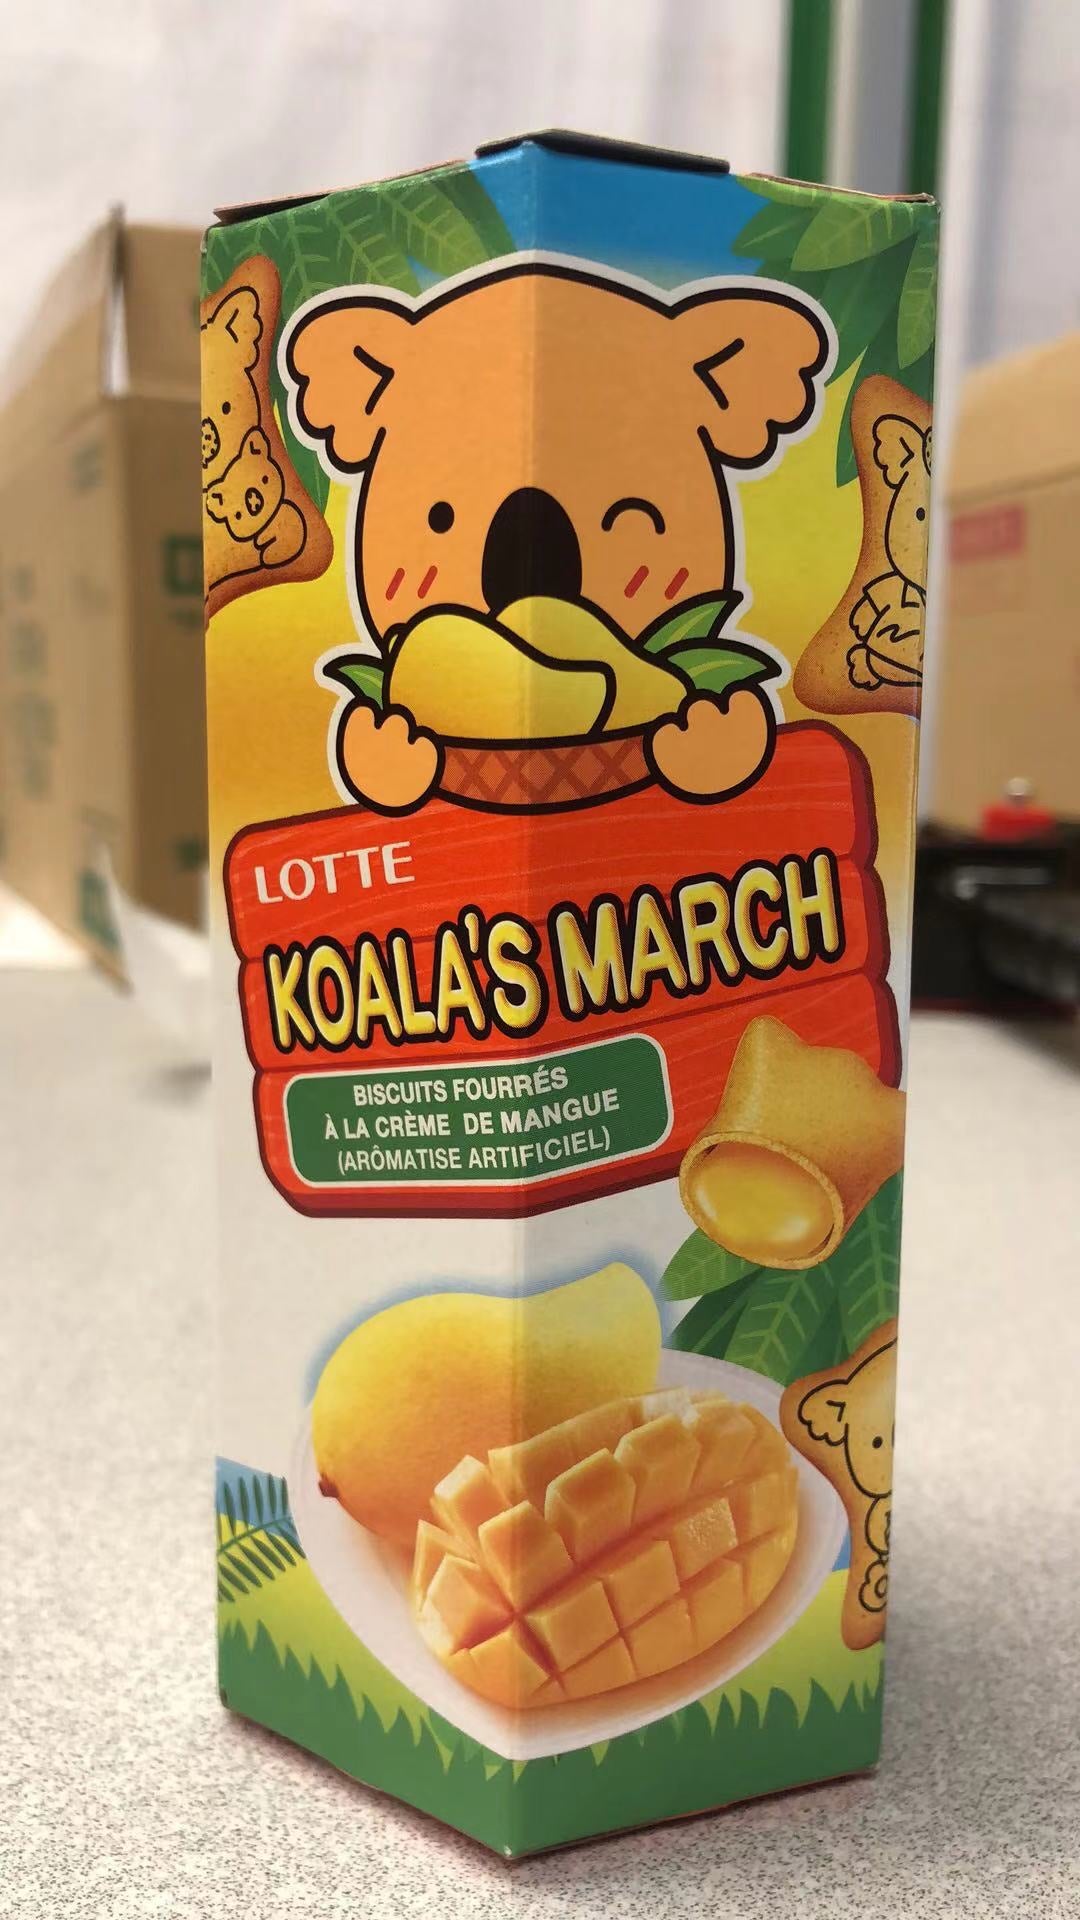 LOTTE
KOALA'S MARCH
BISCUITS FOURRÉS
À LA CRÈME DE MANGUE
(ARÔMATISE ARTIFICIEL)